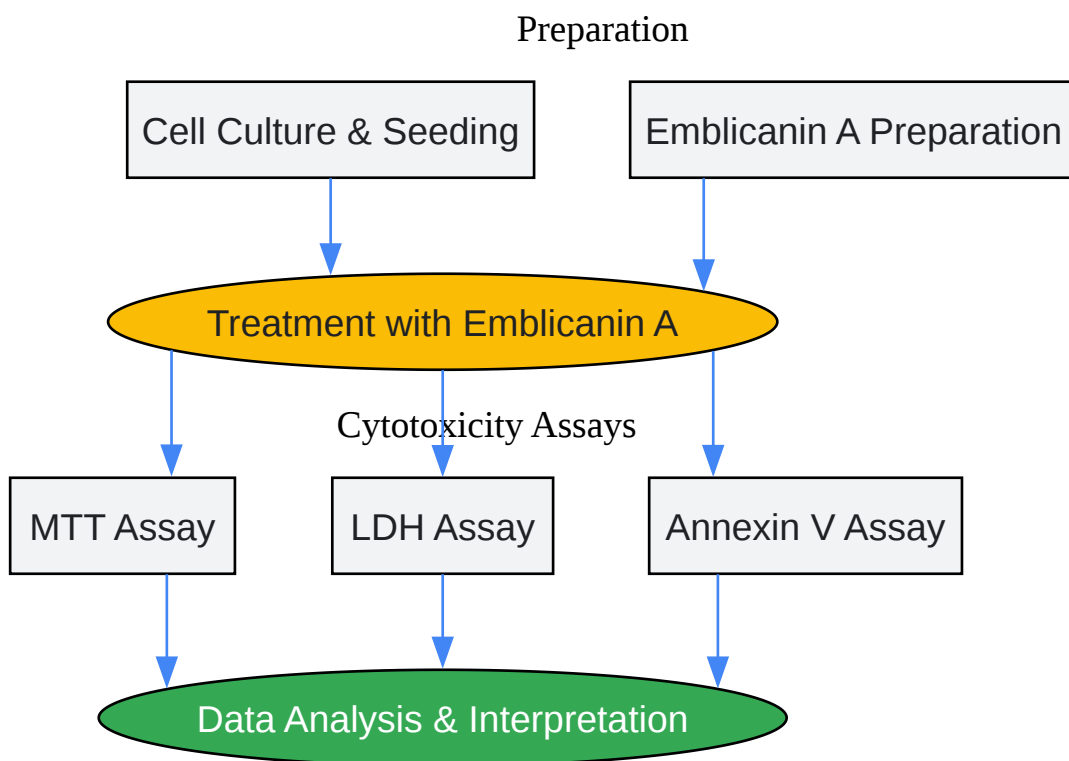 Preparation
Cell Culture & Seeding
Emblicanin A Preparation
Treatment with Emblicanin A
Cytotoxicity Assays
MTT Assay
LDH Assay
Annexin V Assay
Data Analysis & Interpretation